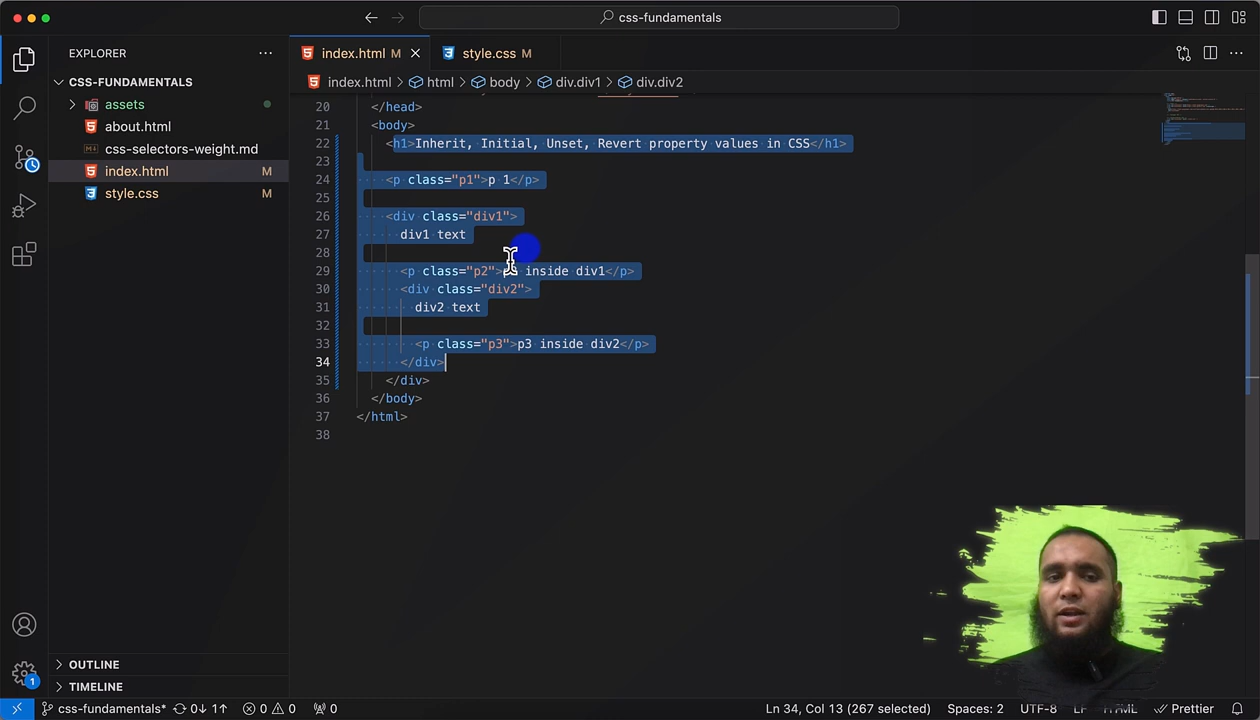 css-fundamentals
EXPLORER
CSS-FUNDAMENTALS
assets
about.html
css-selectors-weight.md
index.html M
style.css M
OUTLINE
TIMELINE
index.html M
style.css M
index.html > html > body > div.div1 > div.div2
20 </head>
21 <body>
22 <h1>Inherit, Initial, Unset, Revert property values in CSS</h1>
23
24 <p class="p1">p 1</p>
25
26 <div class="div1">
27 div1 text
28
29 <p class="p2"> inside div1</p>
30 <div class="div2">
31 div2 text
32
33 <p class="p3">p3 inside div2</p>
34 </div>
35 </div>
36 </body>
37 </html>
38
1
css-fundamentals* 0↓ 1↑ 0 0 0 Ln 34, Col 13 (267 selected) Spaces: 2 UTF-8 LF HTML Prettier